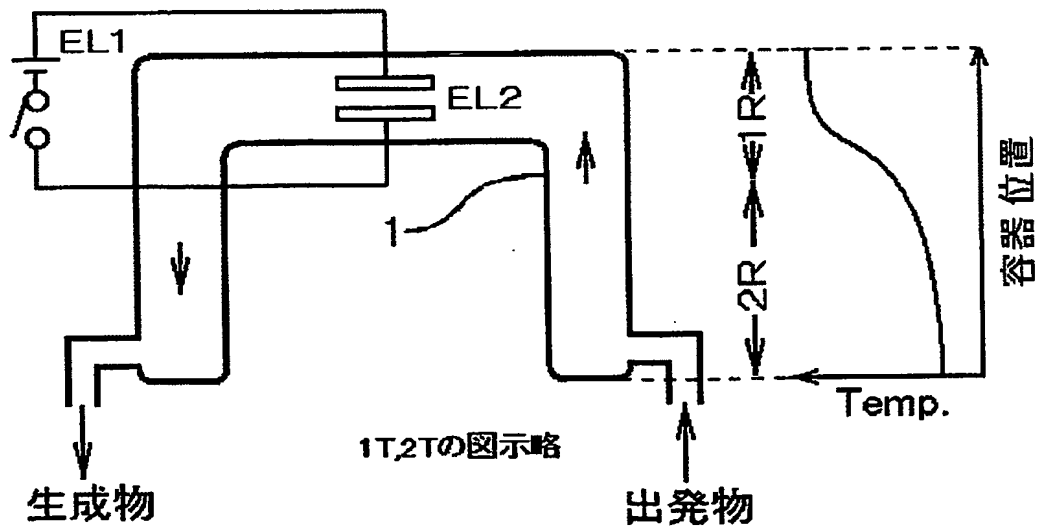 EL1
EL2
1R
2R
容器 位置
1
Temp.
1T,2Tの図示略
生成物
出発物